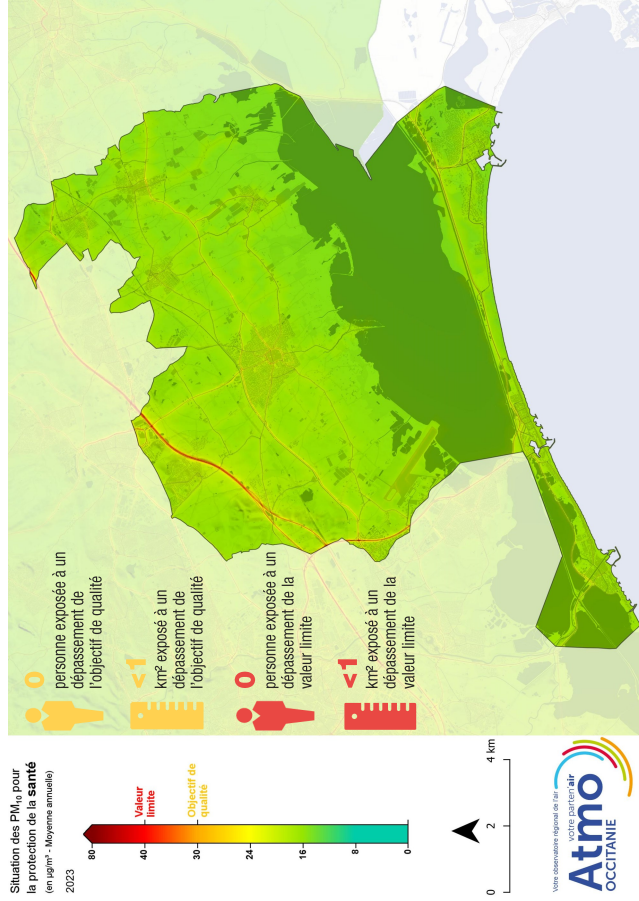 Situation des PM₁₀ pour
la protection de la santé
(en µg/m³ - Moyenne annuelle)
2023
80
40
30
24
16
8
0
Valeur
limite
Objectif de
qualité
0
personne exposée à un
dépassement de
l'objectif de qualité
<1
km² exposé à un
dépassement de
l'objectif de qualité
0
personne exposée à un
dépassement de la
valeur limite
<1
km² exposé à un
dépassement de la
valeur limite
0 2 4 km
Votre observatoire régional de l'air
votre parten'air
Atmo
OCCITANIE